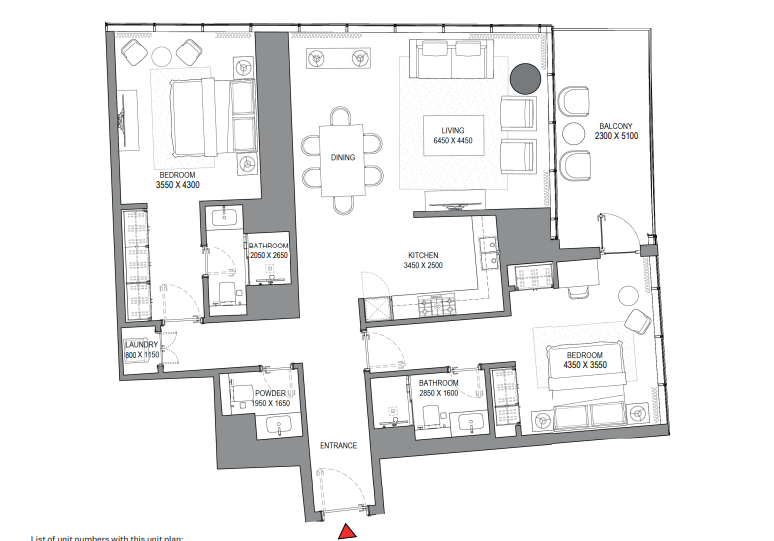 BALCONY
2300 X 5100
LIVING
6450 X 4450
DINING
BEDROOM
3550 X 4300
BATHROOM
2050 X 2650
KITCHEN
3450 X 2500
LAUNDRY
800 X 1150
BEDROOM
4350 X 3550
POWDER
1950 X 1650
BATHROOM
2850 X 1600
ENTRANCE
List of unit numbers with this unit plan: